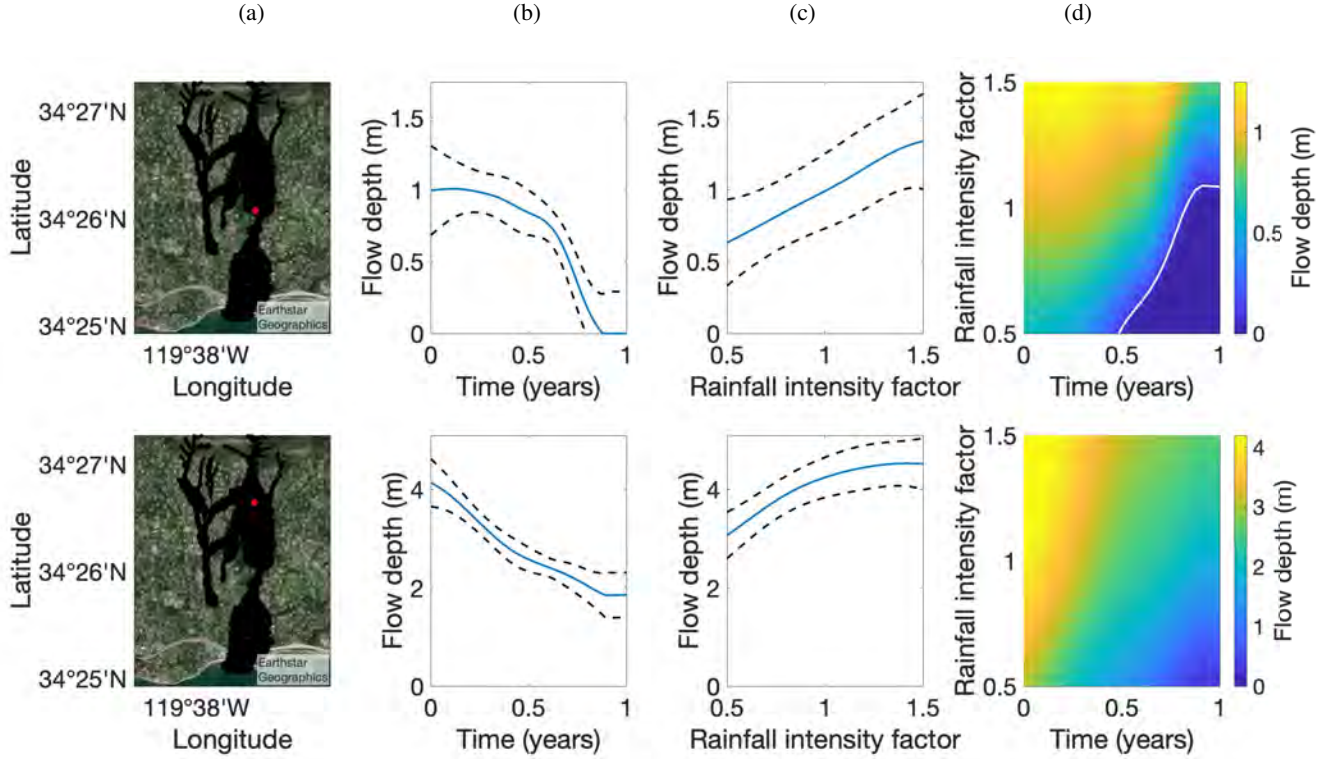 (a) (b) (c) (d)
34°27'N
34°26'N
34°25'N
Latitude
119°38'W
Longitude
Earthstar
Geographics
Flow depth (m)
1.5
1
0.5
0
0 0.5 1
Time (years)
Flow depth (m)
1.5
1
0.5
0
0.5 1 1.5
Rainfall intensity factor
Rainfall intensity factor
1.5
1
0.5
0 0.5 1
Time (years)
1
0.5
0
Flow depth (m)
34°27'N
34°26'N
34°25'N
Latitude
119°38'W
Longitude
Earthstar
Geographics
Flow depth (m)
4
2
0
0 0.5 1
Time (years)
Flow depth (m)
4
2
0
0.5 1 1.5
Rainfall intensity factor
Rainfall intensity factor
1.5
1
0.5
0 0.5 1
Time (years)
4
3
2
1
0
Flow depth (m)